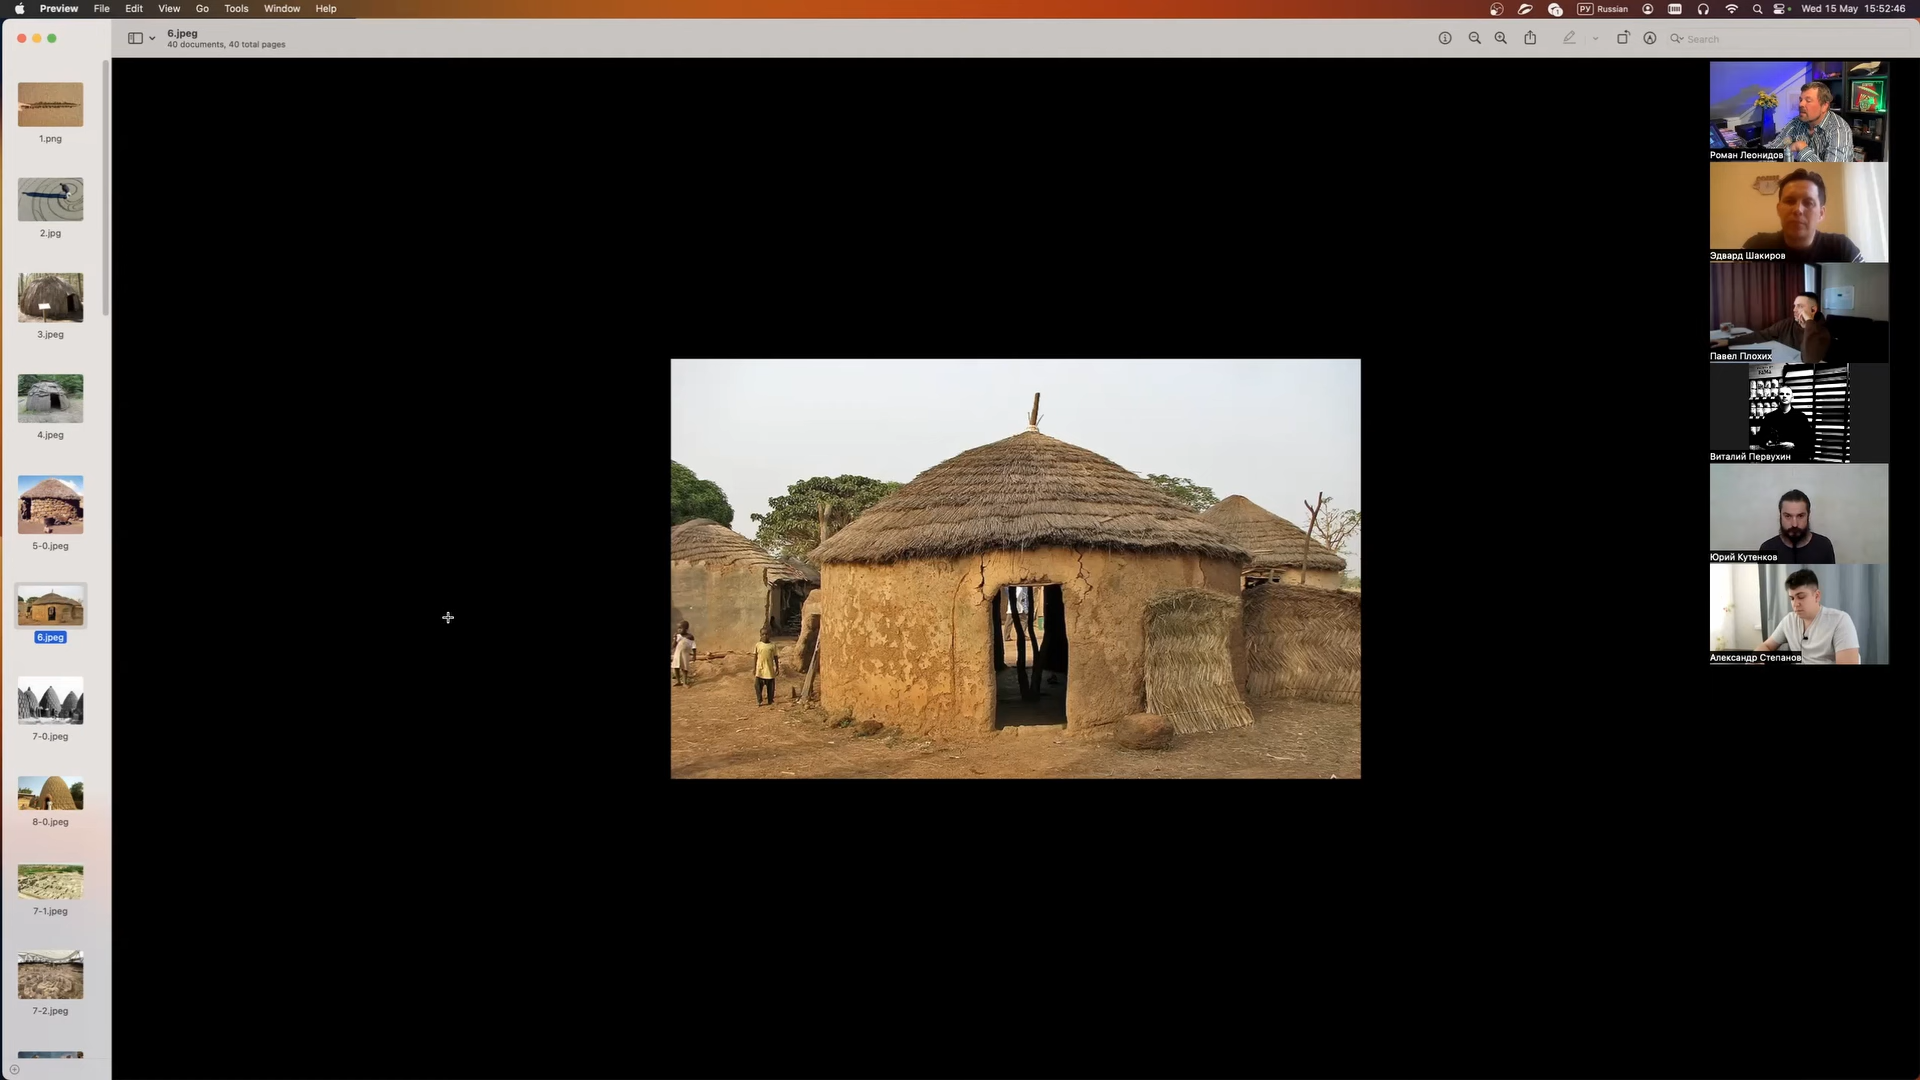 Preview File Edit View Go Tools Window Help
РУ Russian
Wed 15 May 15:52:46
6.jpeg
40 documents, 40 total pages
Search
1.png
2.jpg
3.jpeg
4.jpeg
5-0.jpeg
6.jpeg
7-0.jpeg
8-0.jpeg
7-1.jpeg
7-2.jpeg
Роман Леонидов
Эдвард Шакиров
Павел Плохих
Виталий Первухин
Юрий Кутенков
Александр Степанов